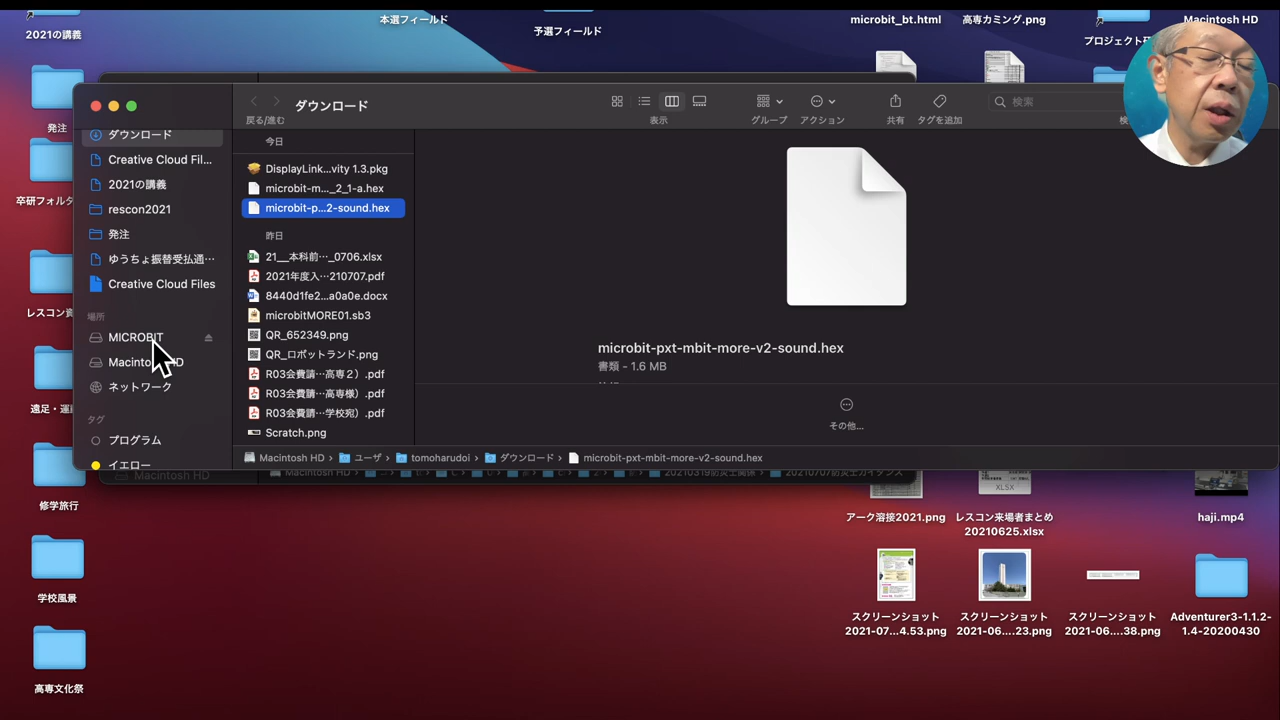 2021の講義
本選フィールド
予選フィールド
microbit_bt.html
高専カミング.png
Macintosh HD
発注
卒研フォルダ
遠足・運
修学旅行
学校風景
高専文化祭
ダウンロード
戻る/進む
表示
グループ
アクション
共有
タグを追加
検索
ダウンロード
Creative Cloud Fil...
2021の講義
rescon2021
発注
ゆうちょ振替受込通…
Creative Cloud Files
場所
MICROBIT
ネットワーク
タグ
プログラム
イエロー
今日
DisplayLink...vity 1.3.pkg
microbit-m..._2_1-a.hex
microbit-p...2-sound.hex
昨日
21__本科前…_0706.xlsx
2021年度入…210707.pdf
8440d1fe2...a0a0e.docx
microbitMORE01.sb3
QR_652349.png
QR_ロボットランド.png
R03会費請…高専２）.pdf
R03会費請…高専様）.pdf
R03会費請…学校宛）.pdf
Scratch.png
microbit-pxt-mbit-more-v2-sound.hex
書類 - 1.6 MB
その他...
Macintosh HD › ユーザ › tomoharudoi › ダウンロード › microbit-pxt-mbit-more-v2-sound.hex
Macintosh HD
アーク溶接2021.png
レスコン来場者まとめ
20210625.xlsx
XLSX
haji.mp4
スクリーンショット
2021-07...4.53.png
スクリーンショット
2021-06....23.png
スクリーンショット
2021-06....38.png
Adventurer3-1.1.2-
1.4-20200430